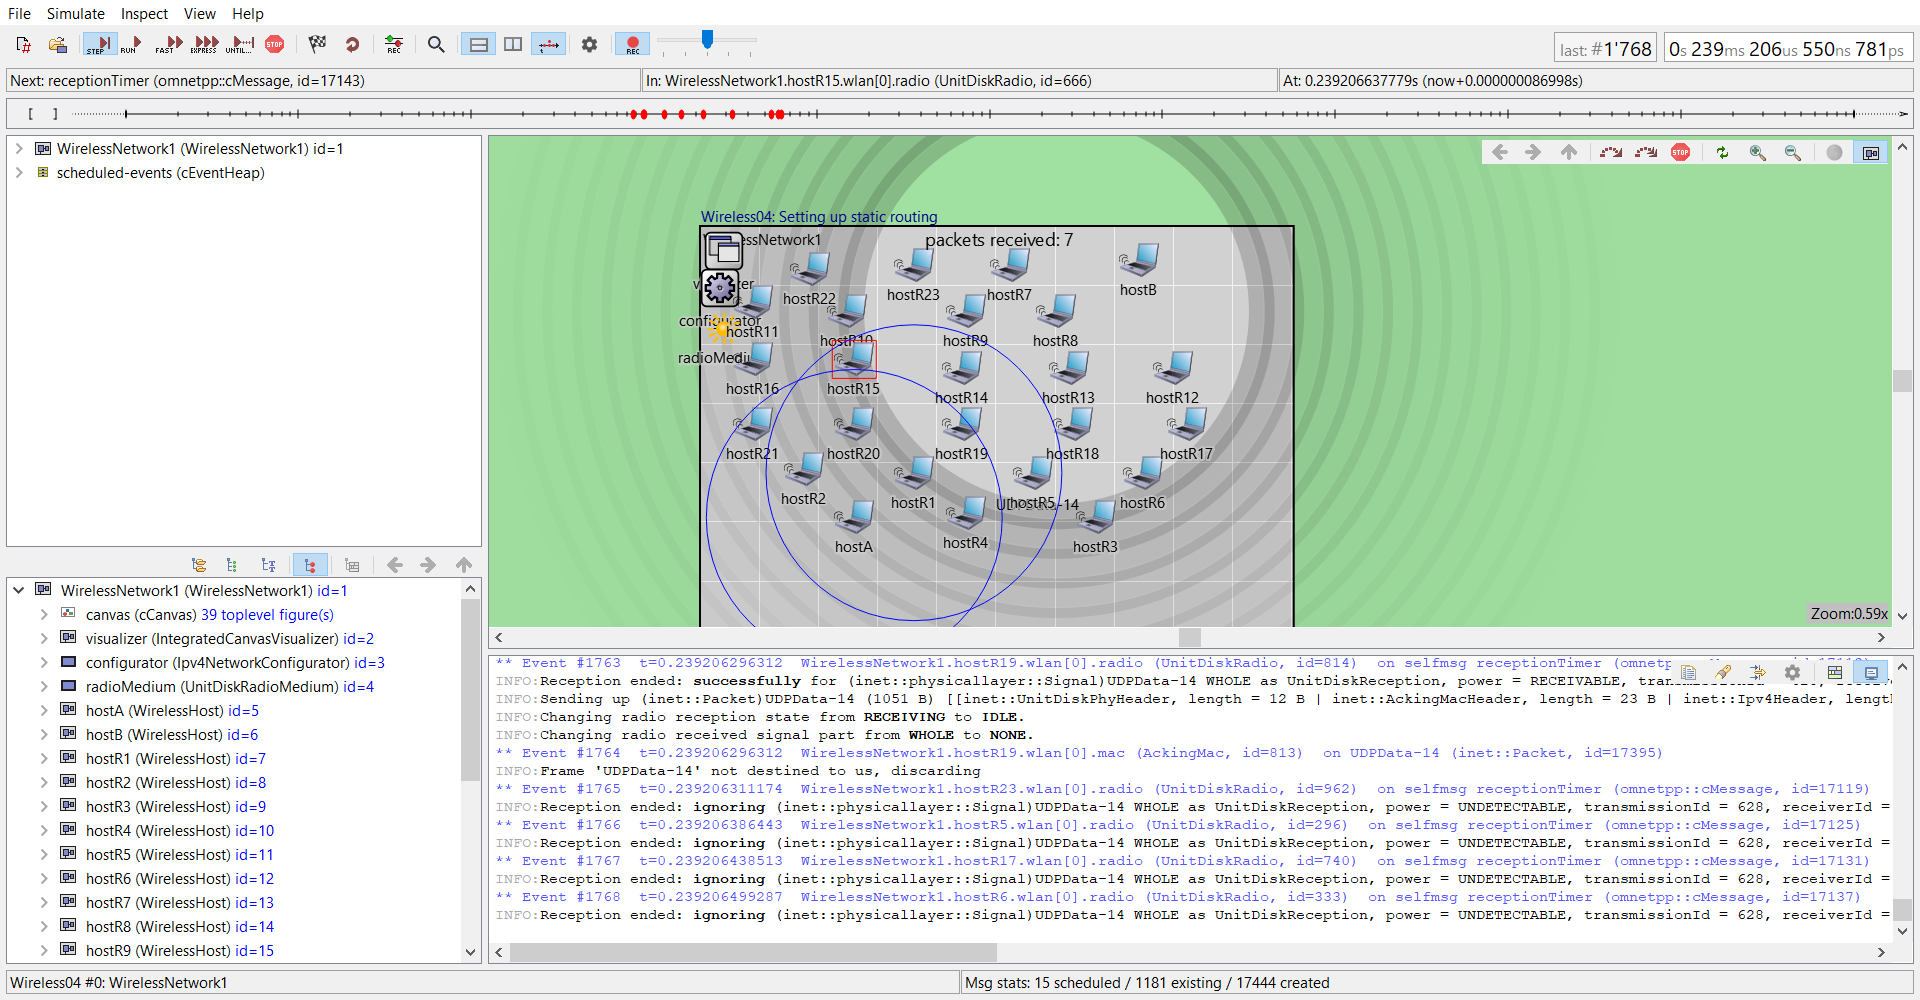 File Simulate Inspect View Help
STEP RUN FAST EXPRESS UNTIL... STOP REC REC
last: #1'768 0s 239ms 206us 550ns 781ps
Next: receptionTimer (omnetpp::cMessage, id=17143) In: WirelessNetwork1.hostR15.wlan[0].radio (UnitDiskRadio, id=666) At: 0.239206637779s (now+0.000000086998s)
[ ]
WirelessNetwork1 (WirelessNetwork1) id=1
scheduled-events (cEventHeap)
WirelessNetwork1 (WirelessNetwork1) id=1
canvas (cCanvas) 39 toplevel figure(s)
visualizer (IntegratedCanvasVisualizer) id=2
configurator (Ipv4NetworkConfigurator) id=3
radioMedium (UnitDiskRadioMedium) id=4
hostA (WirelessHost) id=5
hostB (WirelessHost) id=6
hostR1 (WirelessHost) id=7
hostR2 (WirelessHost) id=8
hostR3 (WirelessHost) id=9
hostR4 (WirelessHost) id=10
hostR5 (WirelessHost) id=11
hostR6 (WirelessHost) id=12
hostR7 (WirelessHost) id=13
hostR8 (WirelessHost) id=14
hostR9 (WirelessHost) id=15
STOP
Wireless04: Setting up static routing
essNetwork1 packets received: 7
hostR22 hostR23 hostR7 hostB
configurator
hostR11 hostR10 hostR9 hostR8
radioMediu
hostR16 hostR15 hostR14 hostR13 hostR12
hostR21 hostR20 hostR19 hostR18 hostR17
hostR2 hostR1 hostR5 hostR6
hostA hostR4 hostR3
Zoom:0.59x
** Event #1763 t=0.239206296312 WirelessNetwork1.hostR19.wlan[0].radio (UnitDiskRadio, id=814) on selfmsg receptionTimer (omnetpp
INFO:Reception ended: successfully for (inet::physicallayer::Signal)UDPData-14 WHOLE as UnitDiskReception, power = RECEIVABLE,
INFO:Sending up (inet::Packet)UDPData-14 (1051 B) [[inet::UnitDiskPhyHeader, length = 12 B | inet::AckingMacHeader, length = 23 B | inet::Ipv4Header, lengt
INFO:Changing radio reception state from RECEIVING to IDLE.
INFO:Changing radio received signal part from WHOLE to NONE.
** Event #1764 t=0.239206296312 WirelessNetwork1.hostR19.wlan[0].mac (AckingMac, id=813) on UDPData-14 (inet::Packet, id=17395)
INFO:Frame 'UDPData-14' not destined to us, discarding
** Event #1765 t=0.239206311174 WirelessNetwork1.hostR23.wlan[0].radio (UnitDiskRadio, id=962) on selfmsg receptionTimer (omnetpp::cMessage, id=17119)
INFO:Reception ended: ignoring (inet::physicallayer::Signal)UDPData-14 WHOLE as UnitDiskReception, power = UNDETECTABLE, transmissionId = 628, receiverId =
** Event #1766 t=0.239206386443 WirelessNetwork1.hostR5.wlan[0].radio (UnitDiskRadio, id=296) on selfmsg receptionTimer (omnetpp::cMessage, id=17125)
INFO:Reception ended: ignoring (inet::physicallayer::Signal)UDPData-14 WHOLE as UnitDiskReception, power = UNDETECTABLE, transmissionId = 628, receiverId =
** Event #1767 t=0.239206438513 WirelessNetwork1.hostR17.wlan[0].radio (UnitDiskRadio, id=740) on selfmsg receptionTimer (omnetpp::cMessage, id=17131)
INFO:Reception ended: ignoring (inet::physicallayer::Signal)UDPData-14 WHOLE as UnitDiskReception, power = UNDETECTABLE, transmissionId = 628, receiverId =
** Event #1768 t=0.239206499287 WirelessNetwork1.hostR6.wlan[0].radio (UnitDiskRadio, id=333) on selfmsg receptionTimer (omnetpp::cMessage, id=17137)
INFO:Reception ended: ignoring (inet::physicallayer::Signal)UDPData-14 WHOLE as UnitDiskReception, power = UNDETECTABLE, transmissionId = 628, receiverId =
Wireless04 #0: WirelessNetwork1 Msg stats: 15 scheduled / 1181 existing / 17444 created